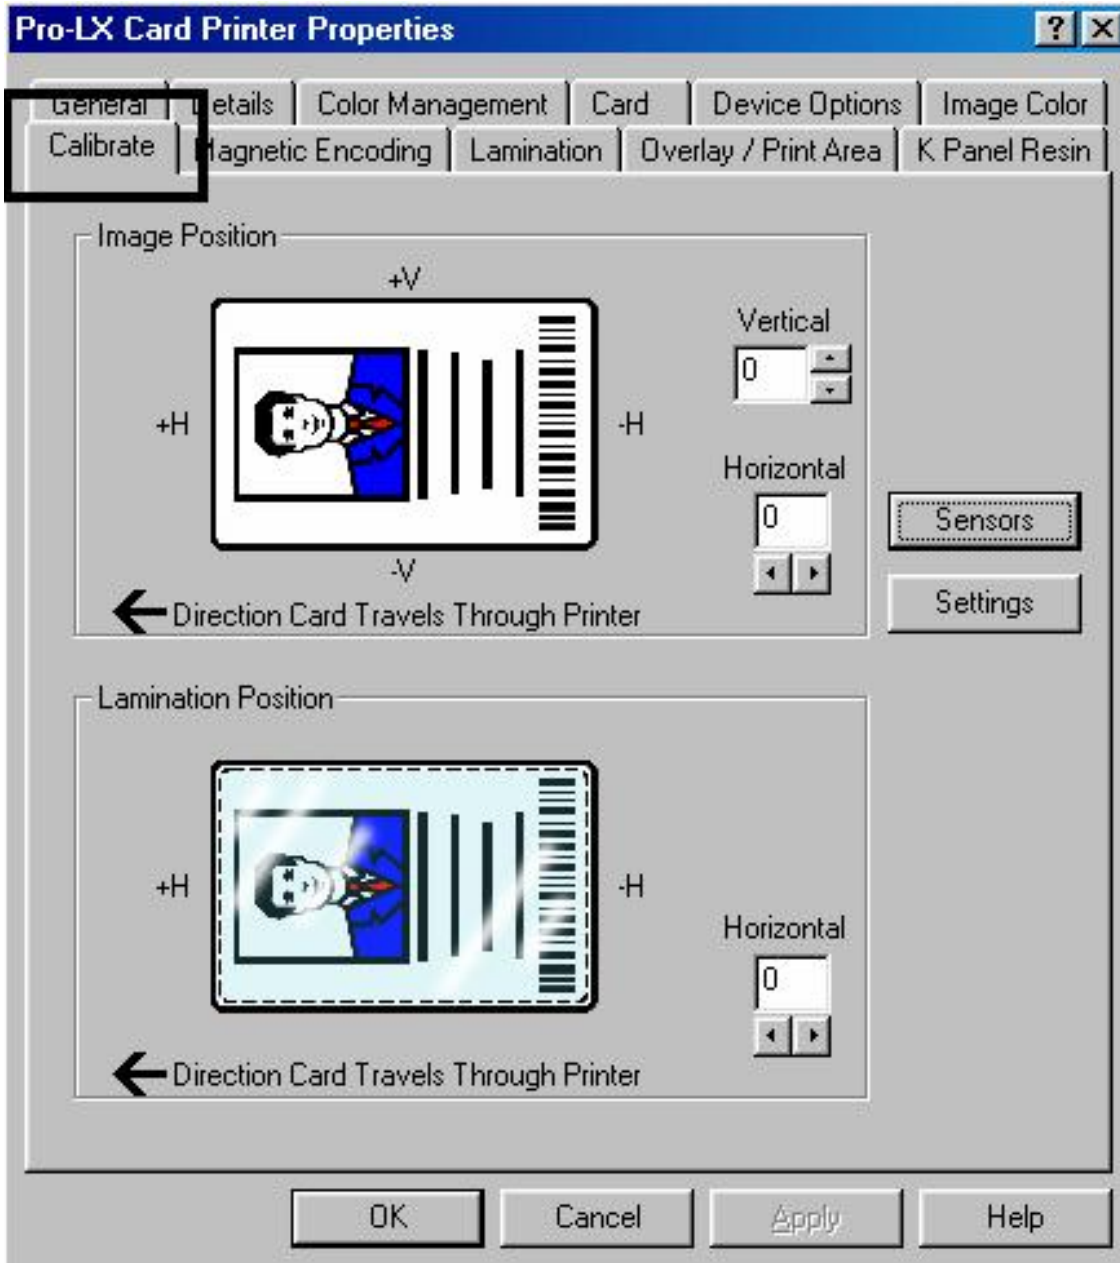 Pro-LX Card Printer Properties
General Details Color Management Card Device Options Image Color
Calibrate Magnetic Encoding Lamination Overlay / Print Area K Panel Resin
Image Position
+V
Vertical
0
+H
-H
Horizontal
0
Sensors
-V
Direction Card Travels Through Printer
Settings
Lamination Position
+H
-H
Horizontal
0
Direction Card Travels Through Printer
OK Cancel Apply Help